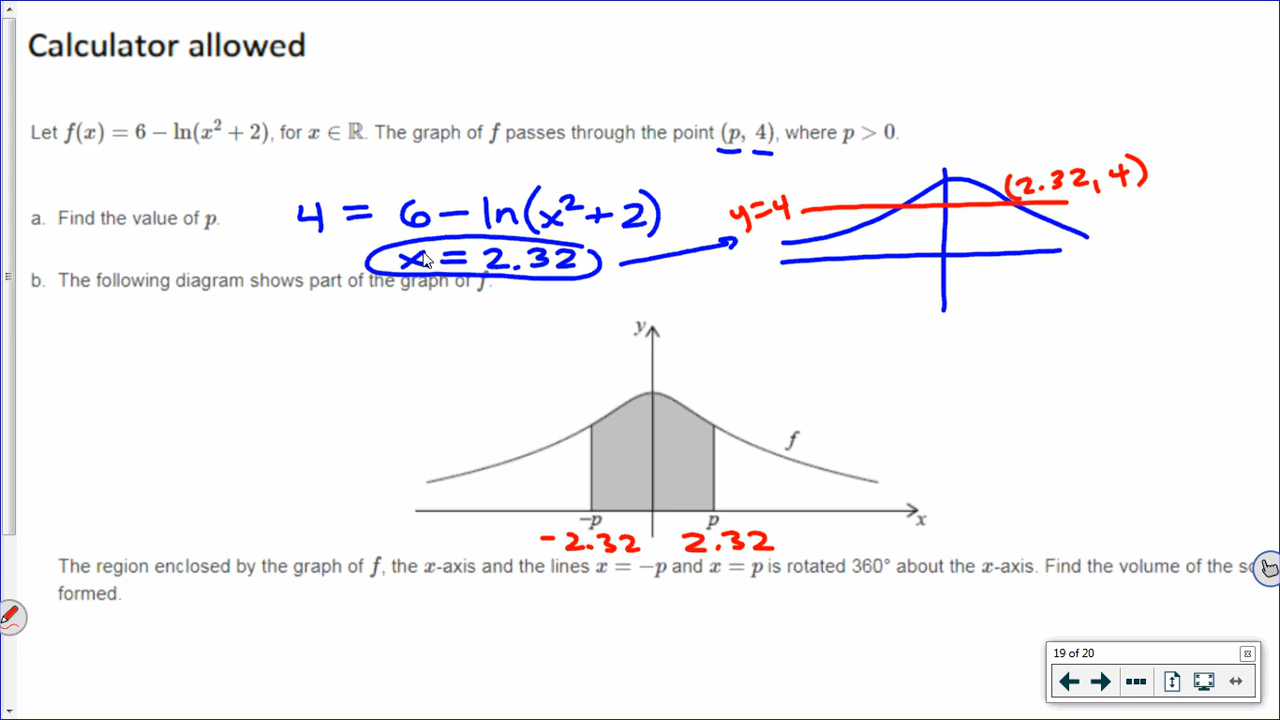 Calculator allowed
Let f(x) = 6 − ln(x² + 2), for x ∈ ℝ. The graph of f passes through the point (p, 4), where p > 0.
a. Find the value of p.
4 = 6 − ln(x² + 2)
x = 2.32
y=4
(2.32, 4)
b. The following diagram shows part of the graph of f.
y
f
−p
p
x
-2.32
2.32
The region enclosed by the graph of f, the x-axis and the lines x = −p and x = p is rotated 360° about the x-axis. Find the volume of the
formed.
19 of 20